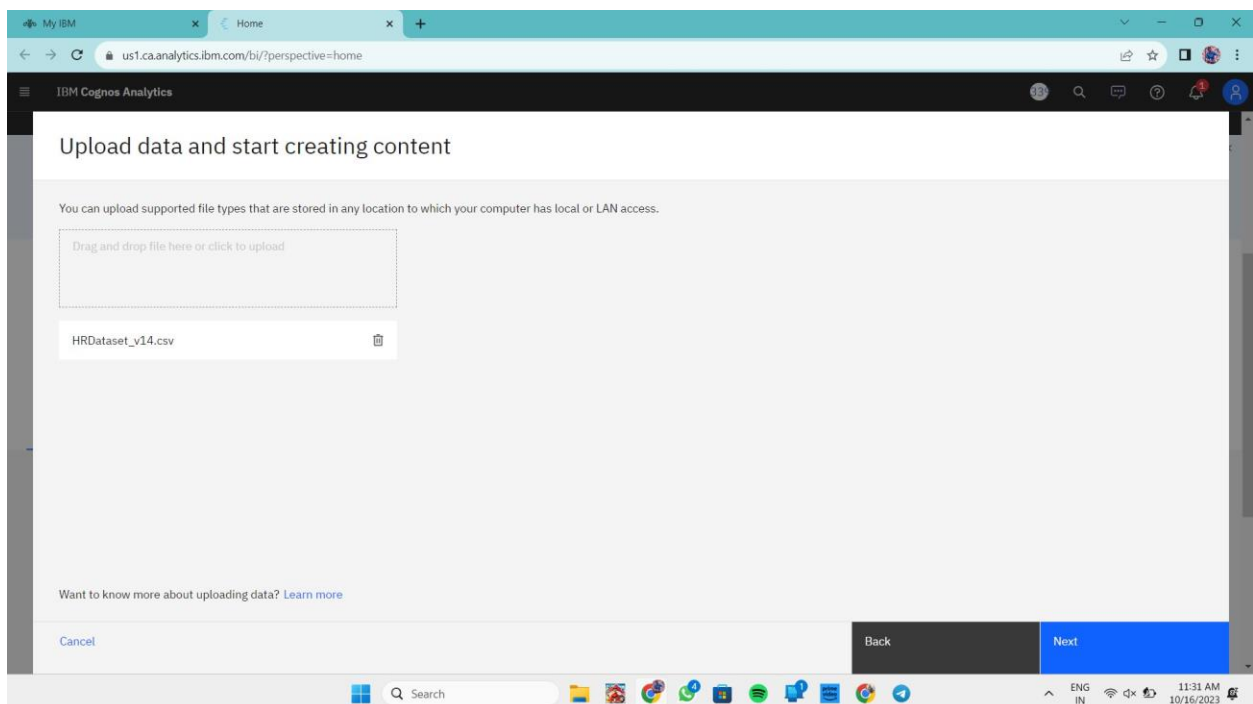 My IBM
Home
us1.ca.analytics.ibm.com/bi/?perspective=home
IBM Cognos Analytics
1
Upload data and start creating content
You can upload supported file types that are stored in any location to which your computer has local or LAN access.
Drag and drop file here or click to upload
HRDataset_v14.csv
Want to know more about uploading data? Learn more
Cancel
Back
Next
Search
4
1
ENG
IN
11:31 AM
10/16/2023